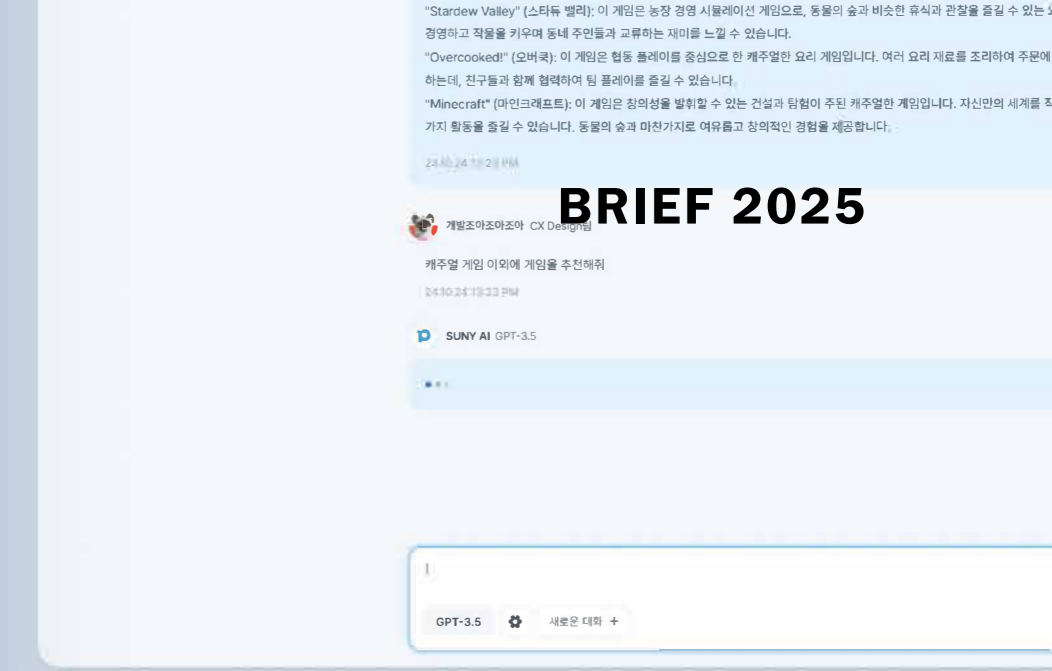 "Stardew Valley" (스타듀 밸리): 이 게임은 농장 경영 시뮬레이션 게임으로, 동물의 숲과 비슷한 휴식과 관찰을 즐길 수 있는
경영하고 작물을 키우며 동네 주민들과 교류하는 재미를 느낄 수 있습니다.
"Overcooked!" (오버쿡): 이 게임은 협동 플레이를 중심으로 한 캐주얼한 요리 게임입니다. 여러 요리 재료를 조리하여 주문에
하는데, 친구들과 함께 협력하여 팀 플레이를 즐길 수 있습니다.
"Minecraft" (마인크래프트): 이 게임은 창의성을 발휘할 수 있는 건설과 탐험이 주된 캐주얼한 게임입니다. 자신만의 세계를
가지 활동을 즐길 수 있습니다. 동물의 숲과 마찬가지로 여유롭고 창의적인 경험을 제공합니다.
BRIEF 2025
개발조아조아조아 CX Design팀
캐주얼 게임 이외에 게임을 추천해줘
SUNY AI GPT-3.5
GPT-3.5 새로운 대화 +